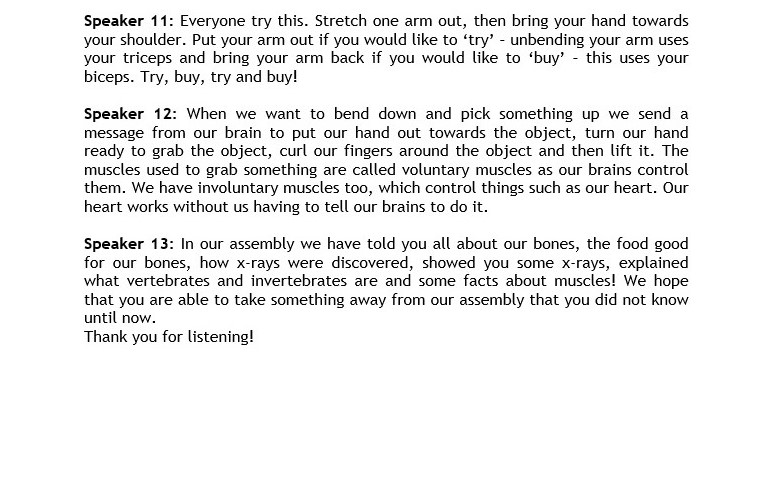 Speaker 11: Everyone try this. Stretch one arm out, then bring your hand towards
your shoulder. Put your arm out if you would like to ‘try’ - unbending your arm uses
your triceps and bring your arm back if you would like to ‘buy’ - this uses your
biceps. Try, buy, try and buy!
Speaker 12: When we want to bend down and pick something up we send a
message from our brain to put our hand out towards the object, turn our hand
ready to grab the object, curl our fingers around the object and then lift it. The
muscles used to grab something are called voluntary muscles as our brains control
them. We have involuntary muscles too, which control things such as our heart. Our
heart works without us having to tell our brains to do it.
Speaker 13: In our assembly we have told you all about our bones, the food good
for our bones, how x-rays were discovered, showed you some x-rays, explained
what vertebrates and invertebrates are and some facts about muscles! We hope
that you are able to take something away from our assembly that you did not know
until now.
Thank you for listening!